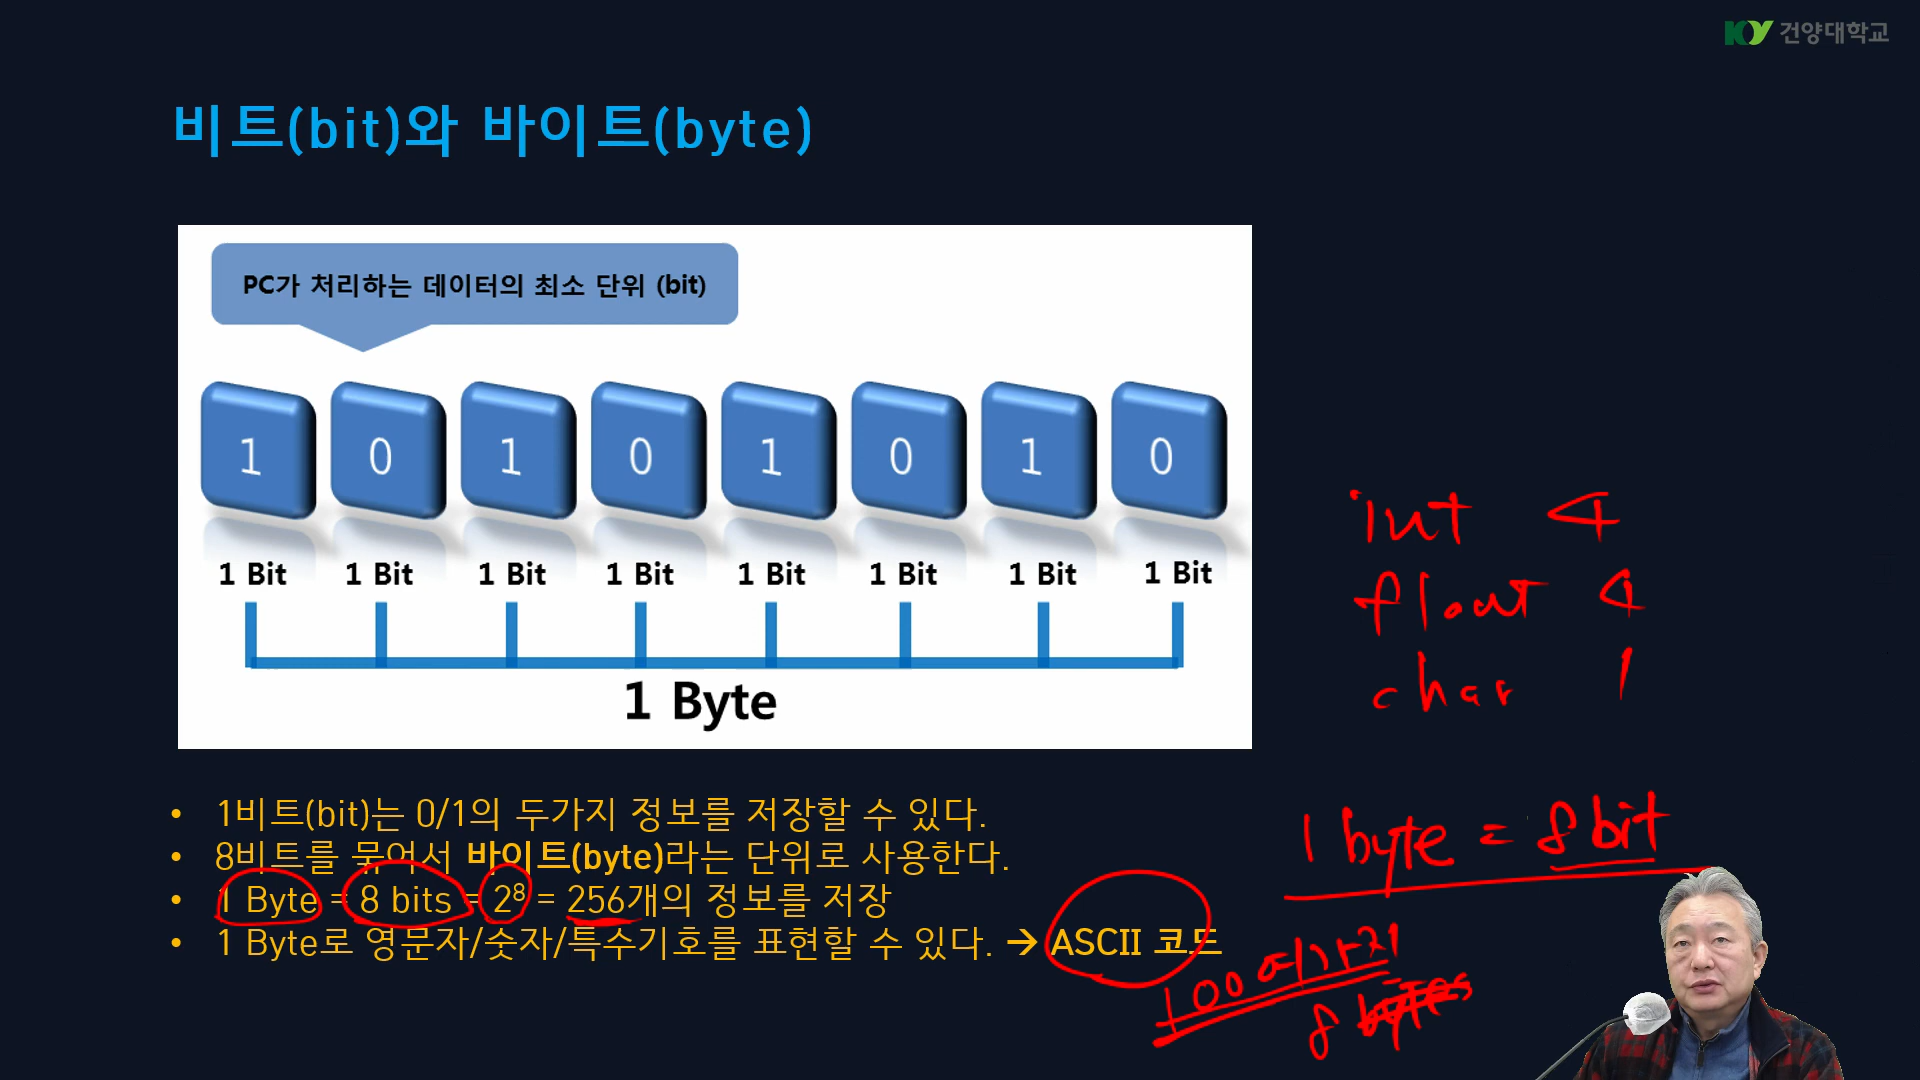 건양대학교
비트(bit)와 바이트(byte)
PC가 처리하는 데이터의 최소 단위 (bit)
1 0 1 0 1 0 1 0
1 Bit 1 Bit 1 Bit 1 Bit 1 Bit 1 Bit 1 Bit 1 Bit
1 Byte
int 4
float 4
char 1
• 1비트(bit)는 0/1의 두가지 정보를 저장할 수 있다.
• 8비트를 묶어서 바이트(byte)라는 단위로 사용한다.
• 1 Byte = 8 bits = 2⁸ = 256개의 정보를 저장
• 1 Byte로 영문자/숫자/특수기호를 표현할 수 있다. → ASCII 코드
1 byte = 8 bit
100여가지
8